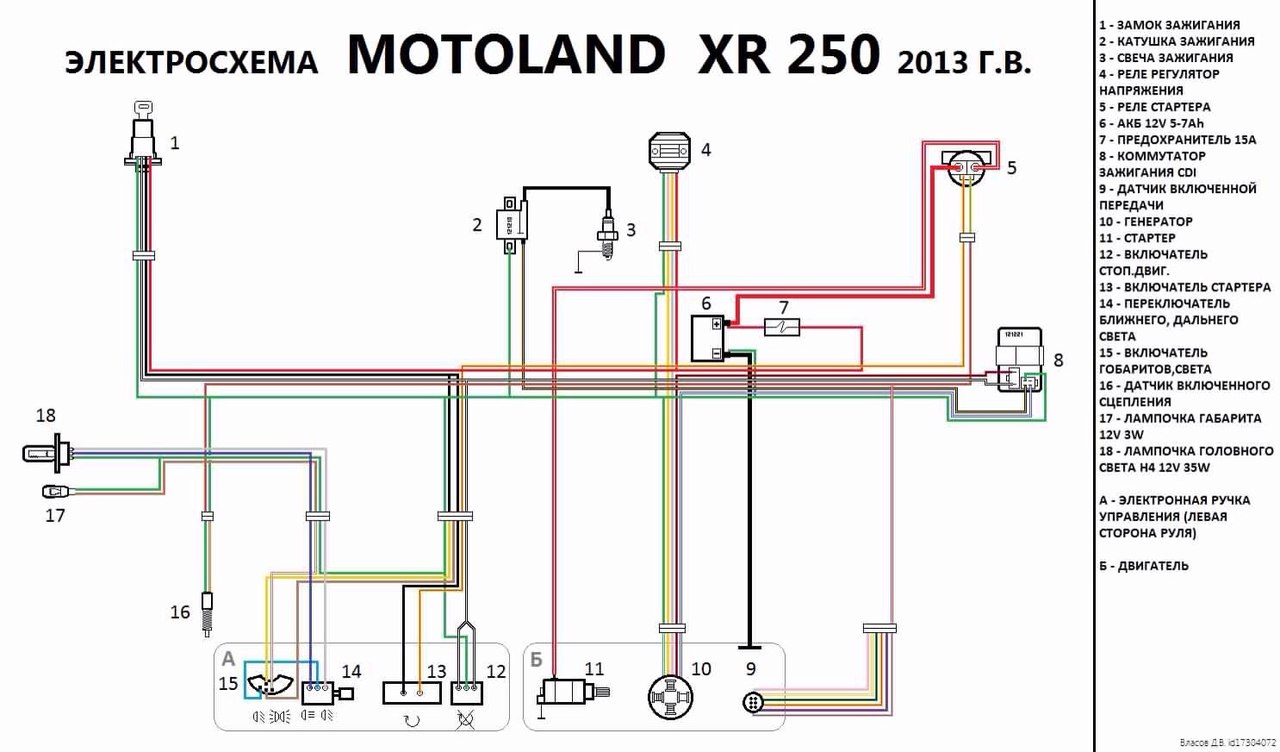 ЭЛЕКТРОСХЕМА MOTOLAND XR 250 2013 Г.В.
1
2
3
4
5
6
7
8
18
17
16
А
15
14
13
12
Б
11
10
9
1 - ЗАМОК ЗАЖИГАНИЯ
2 - КАТУШКА ЗАЖИГАНИЯ
3 - СВЕЧА ЗАЖИГАНИЯ
4 - РЕЛЕ РЕГУЛЯТОР
НАПРЯЖЕНИЯ
5 - РЕЛЕ СТАРТЕРА
6 - АКБ 12V 5-7Ah
7 - ПРЕДОХРАНИТЕЛЬ 15А
8 - КОММУТАТОР
ЗАЖИГАНИЯ CDI
9 - ДАТЧИК ВКЛЮЧЕННОЙ
ПЕРЕДАЧИ
10 - ГЕНЕРАТОР
11 - СТАРТЕР
12 - ВКЛЮЧАТЕЛЬ
СТОП.ДВИГ.
13 - ВКЛЮЧАТЕЛЬ СТАРТЕРА
14 - ПЕРЕКЛЮЧАТЕЛЬ
БЛИЖНЕГО, ДАЛЬНЕГО
СВЕТА
15 - ВКЛЮЧАТЕЛЬ
ГОБАРИТОВ,СВЕТА
16 - ДАТЧИК ВКЛЮЧЕННОГО
СЦЕПЛЕНИЯ
17 - ЛАМПОЧКА ГАБАРИТА
12V 3W
18 - ЛАМПОЧКА ГОЛОВНОГО
СВЕТА H4 12V 35W
А - ЭЛЕКТРОННАЯ РУЧКА
УПРАВЛЕНИЯ (ЛЕВАЯ
СТОРОНА РУЛЯ)
Б - ДВИГАТЕЛЬ
Власов Д.В. id17304072